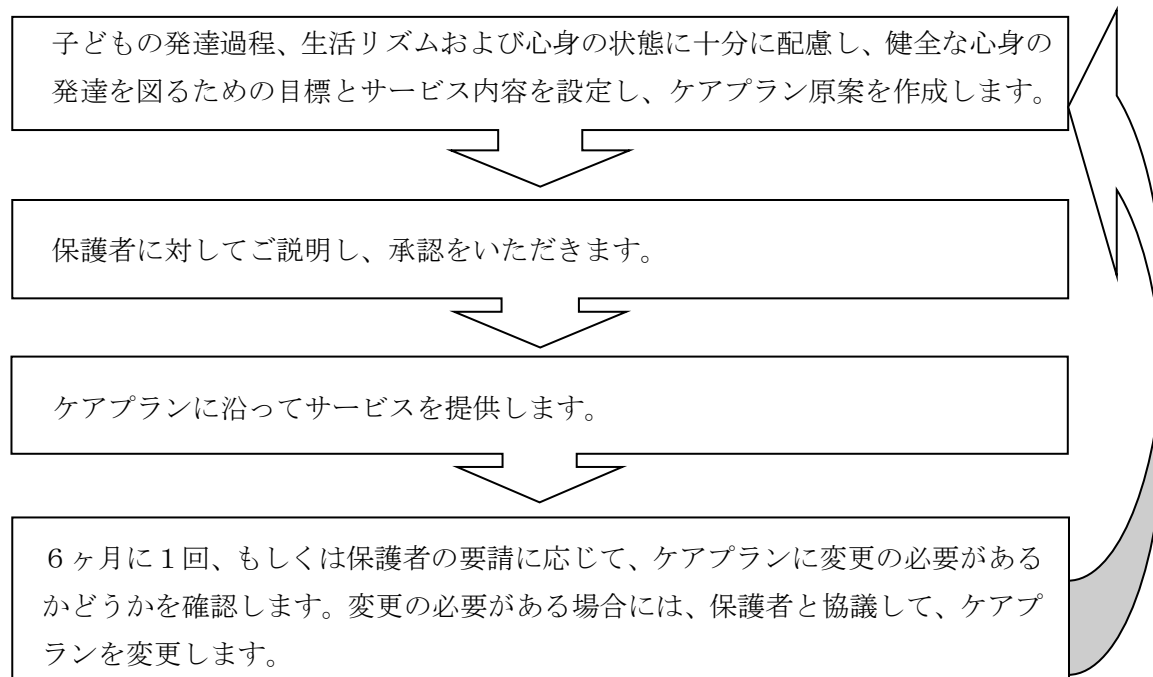 子どもの発達過程、生活リズムおよび心身の状態に十分に配慮し、健全な心身の
発達を図るための目標とサービス内容を設定し、ケアプラン原案を作成します。
保護者に対してご説明し、承認をいただきます。
ケアプランに沿ってサービスを提供します。
６ヶ月に１回、もしくは保護者の要請に応じて、ケアプランに変更の必要がある
かどうかを確認します。変更の必要がある場合には、保護者と協議して、ケアプ
ランを変更します。